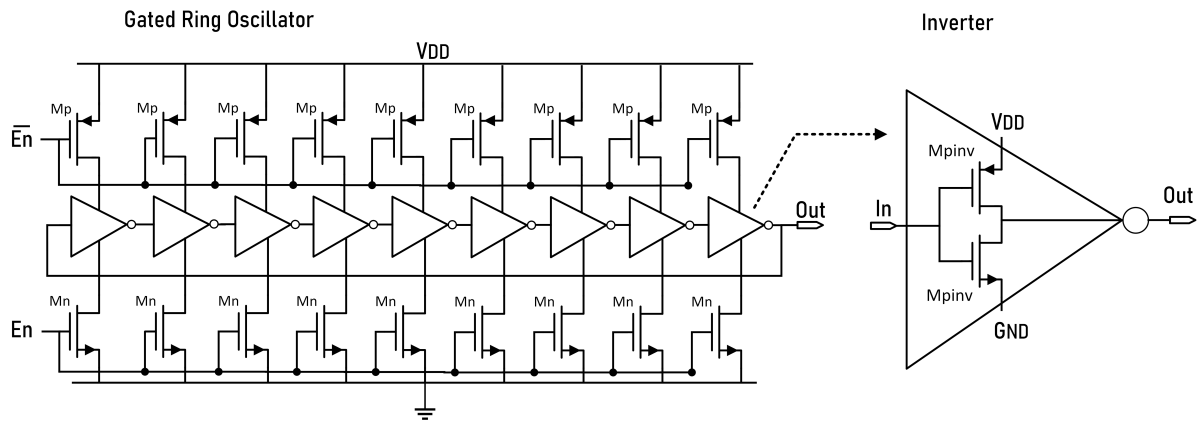 Gated Ring Oscillator
Inverter
VDD
Mp Mp Mp Mp Mp Mp Mp Mp Mp
E̅n̅
VDD
Mpinv
Out
In
Out
Mn Mn Mn Mn Mn Mn Mn Mn Mn
Mpinv
En
GND